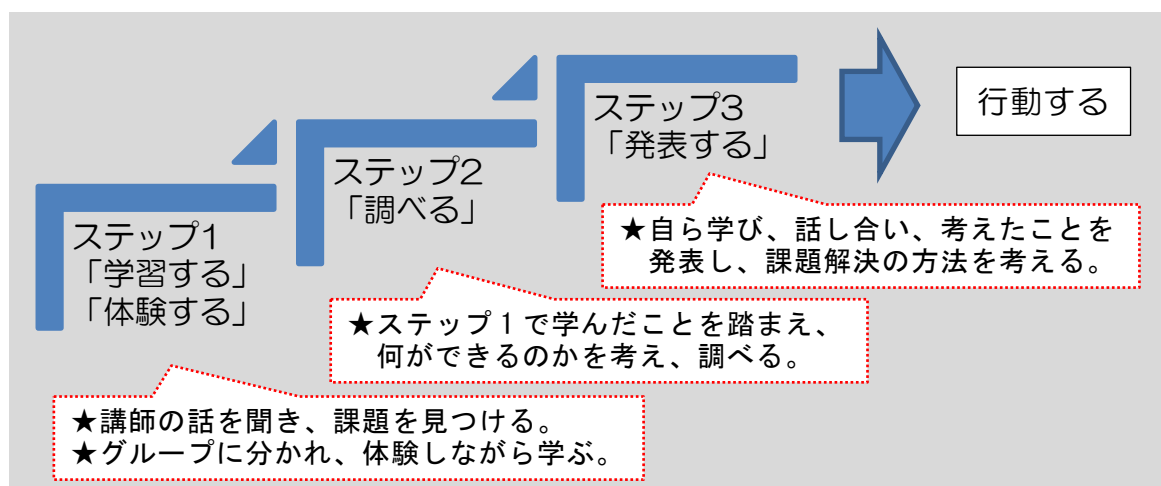 ステップ1
「学習する」
「体験する」
★講師の話を聞き、課題を見つける。
★グループに分かれ、体験しながら学ぶ。
ステップ2
「調べる」
★ステップ１で学んだことを踏まえ、
何ができるのかを考え、調べる。
ステップ3
「発表する」
★自ら学び、話し合い、考えたことを
発表し、課題解決の方法を考える。
行動する